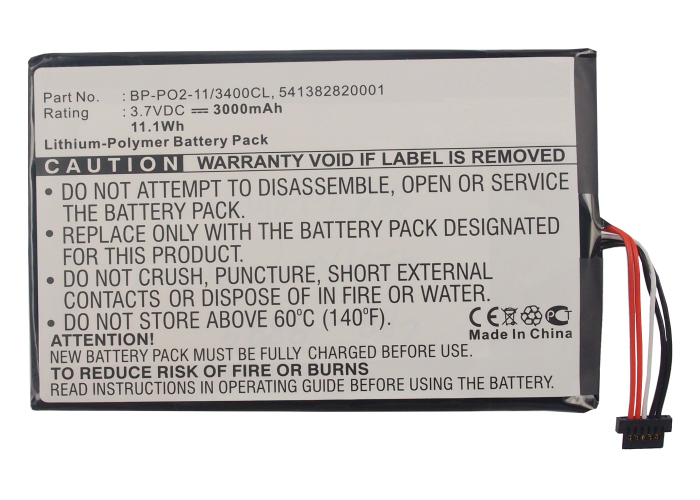 Part No. : BP-PO2-11/3400CL, 541382820001
Rating : 3.7VDC ⎓ 3000mAh
11.1Wh
Lithium-Polymer Battery Pack
CAUTION WARRANTY VOID IF LABEL IS REMOVED
• DO NOT ATTEMPT TO DISASSEMBLE, OPEN OR SERVICE
THE BATTERY PACK.
• REPLACE ONLY WITH THE BATTERY PACK DESIGNATED
FOR THIS PRODUCT.
• DO NOT CRUSH, PUNCTURE, SHORT EXTERNAL
CONTACTS OR DISPOSE OF IN FIRE OR WATER.
• DO NOT STORE ABOVE 60°C (140°F).
CE PCT
Made In China
ATTENTION:
NEW BATTERY PACK MUST BE FULLY CHARGED BEFORE USE.
TO REDUCE RISK OF FIRE OR BURNS
READ INSTRUCTIONS IN OPERATING GUIDE BEFORE USING BATTERY.